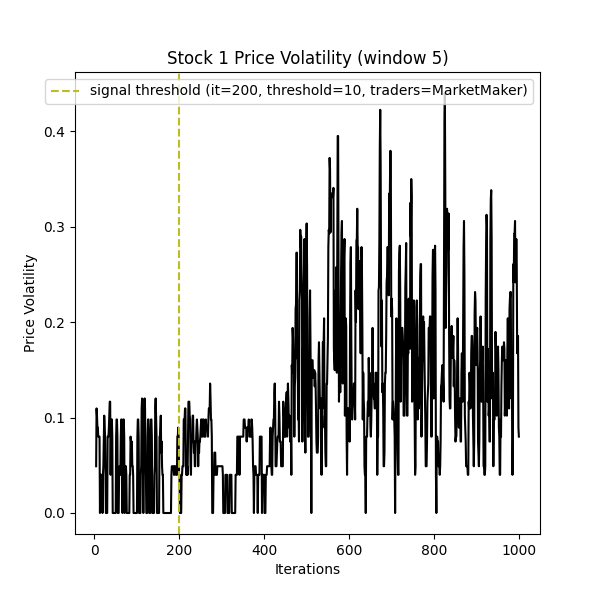 Stock 1 Price Volatility (window 5)
signal threshold (it=200, threshold=10, traders=MarketMaker)
Price Volatility
0.4
0.3
0.2
0.1
0.0
0 200 400 600 800 1000
Iterations